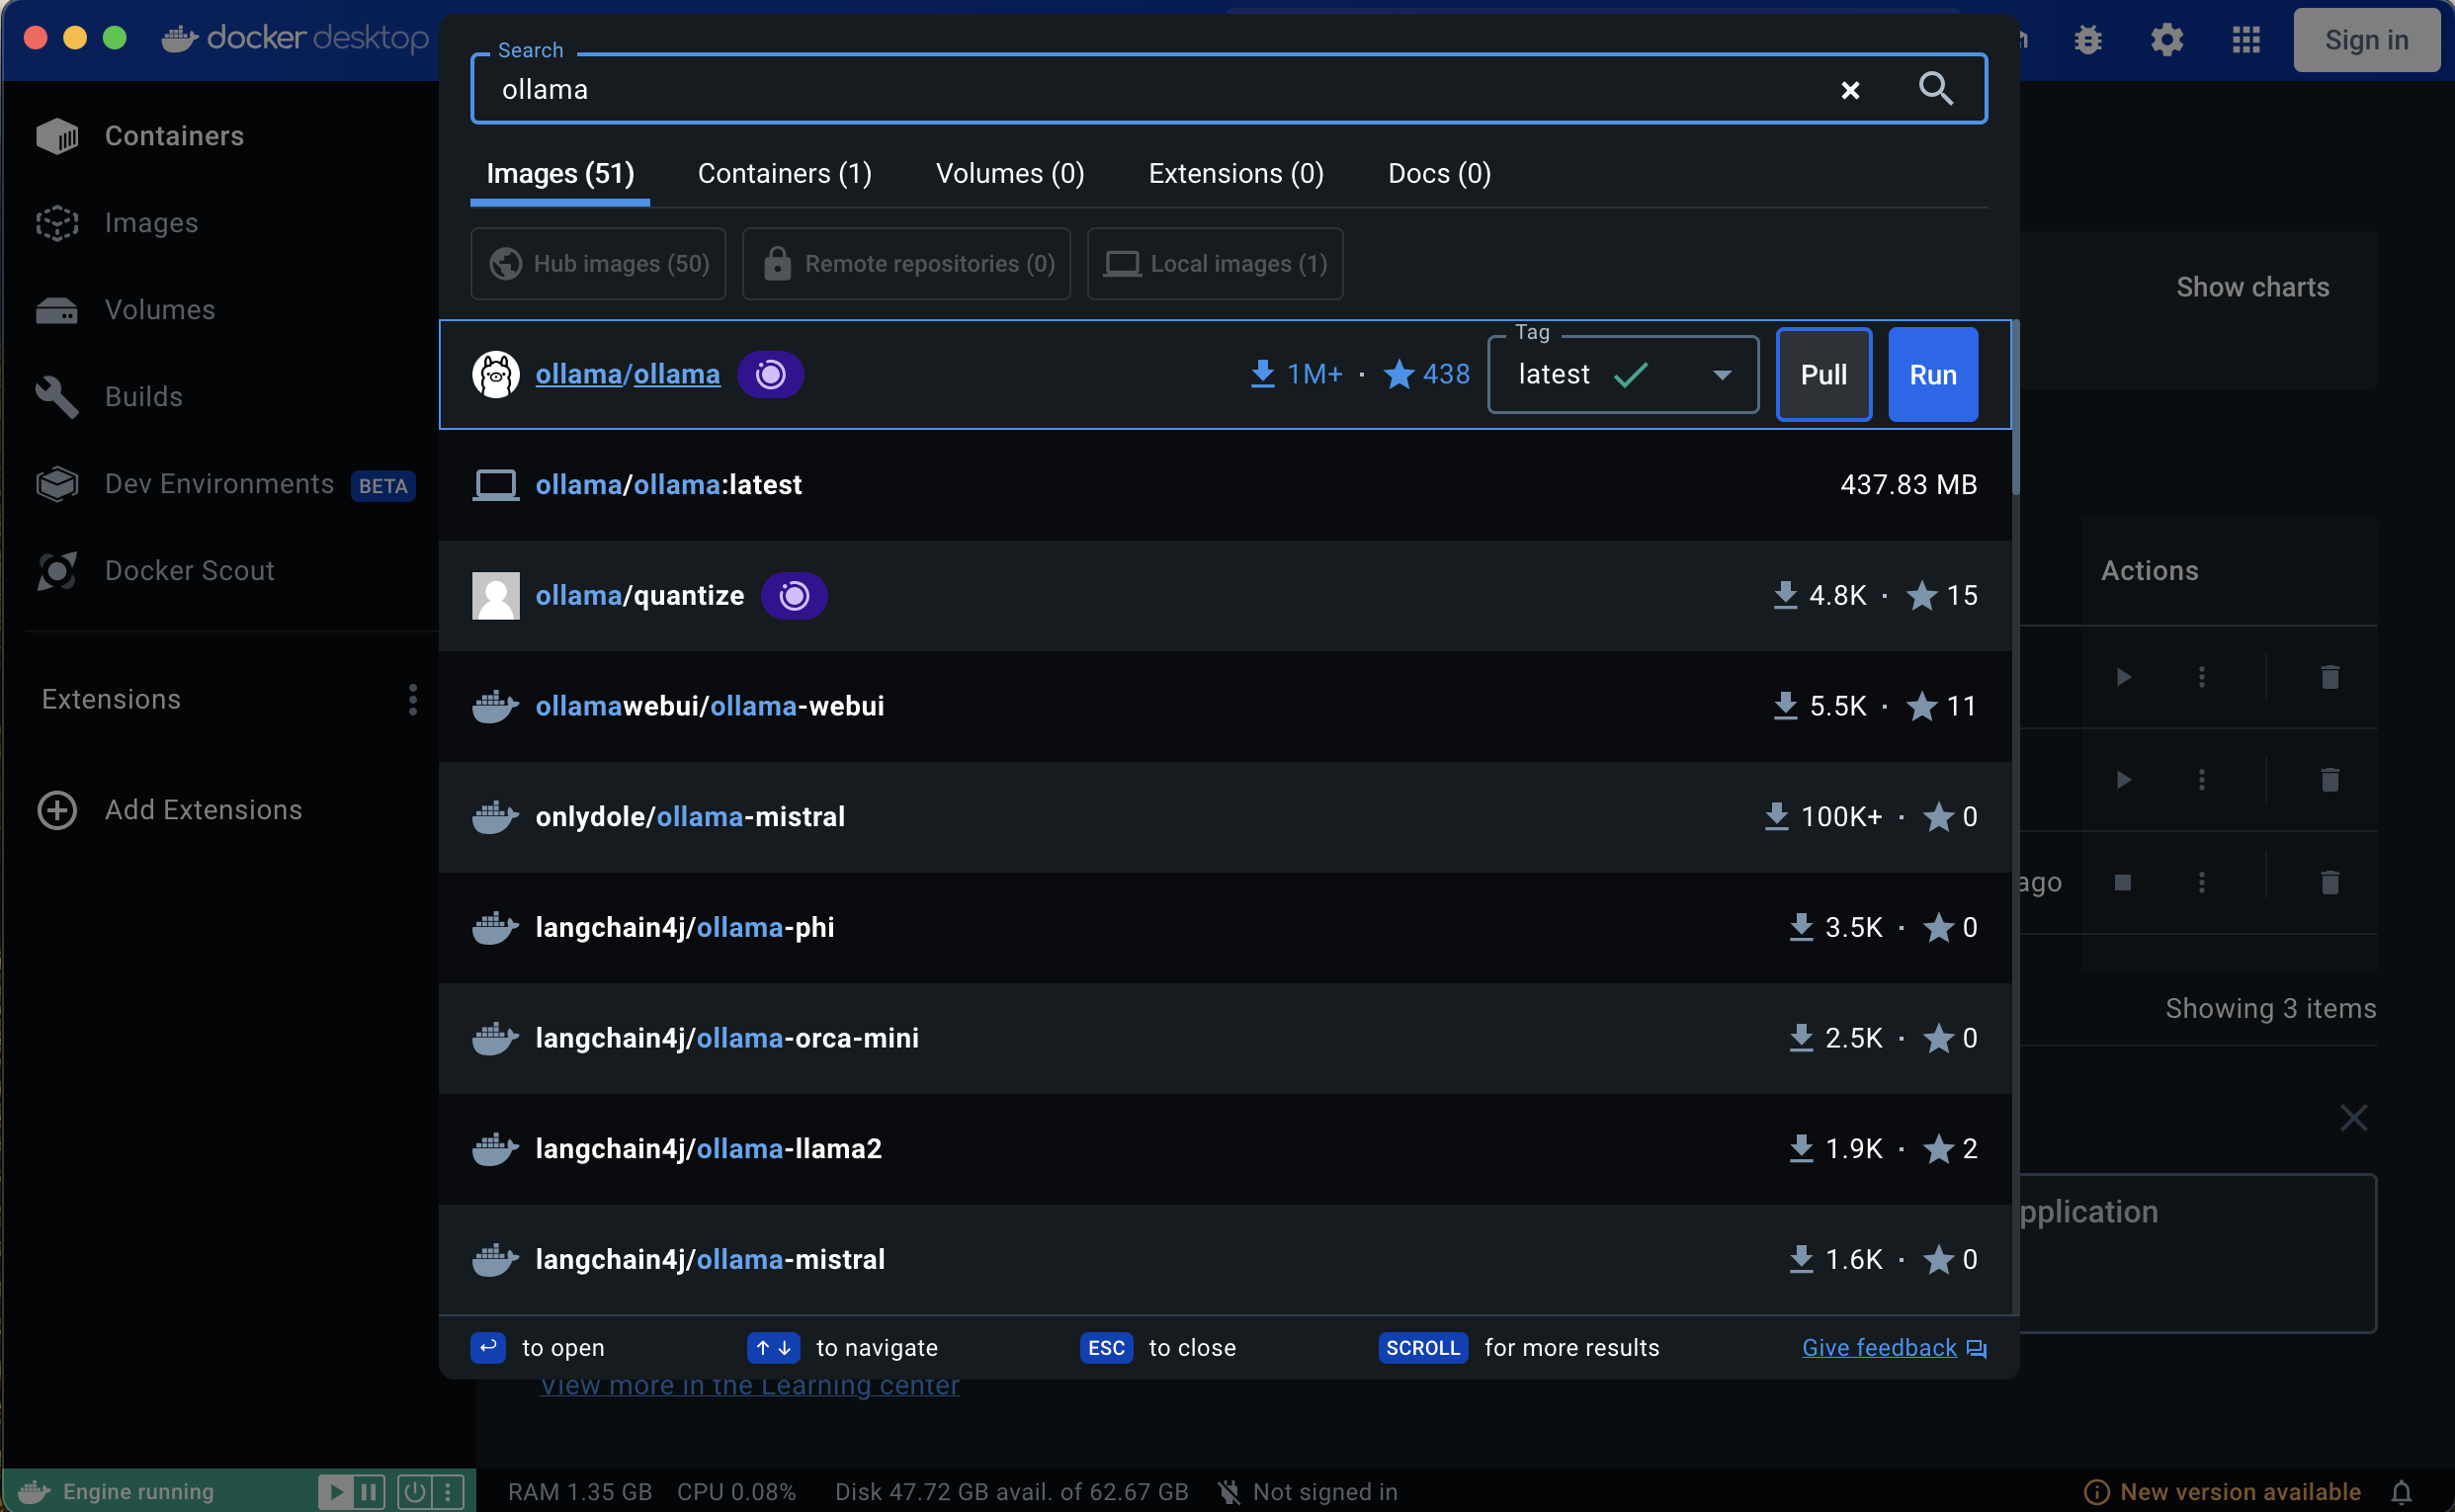 docker desktop
Sign in
Search
ollama
Containers
Images
Volumes
Builds
Dev Environments BETA
Docker Scout
Extensions
Add Extensions
Images (51) Containers (1) Volumes (0) Extensions (0) Docs (0)
Hub images (50) Remote repositories (0) Local images (1)
ollama/ollama 1M+ · 438 Tag latest Pull Run
ollama/ollama:latest 437.83 MB
ollama/quantize 4.8K · 15
ollamawebui/ollama-webui 5.5K · 11
onlydole/ollama-mistral 100K+ · 0
langchain4j/ollama-phi 3.5K · 0
langchain4j/ollama-orca-mini 2.5K · 0
langchain4j/ollama-llama2 1.9K · 2
langchain4j/ollama-mistral 1.6K · 0
to open to navigate ESC to close SCROLL for more results Give feedback
Show charts
Actions
ago
Showing 3 items
pplication
View more in the Learning center
Engine running RAM 1.35 GB CPU 0.08% Disk 47.72 GB avail. of 62.67 GB Not signed in New version available